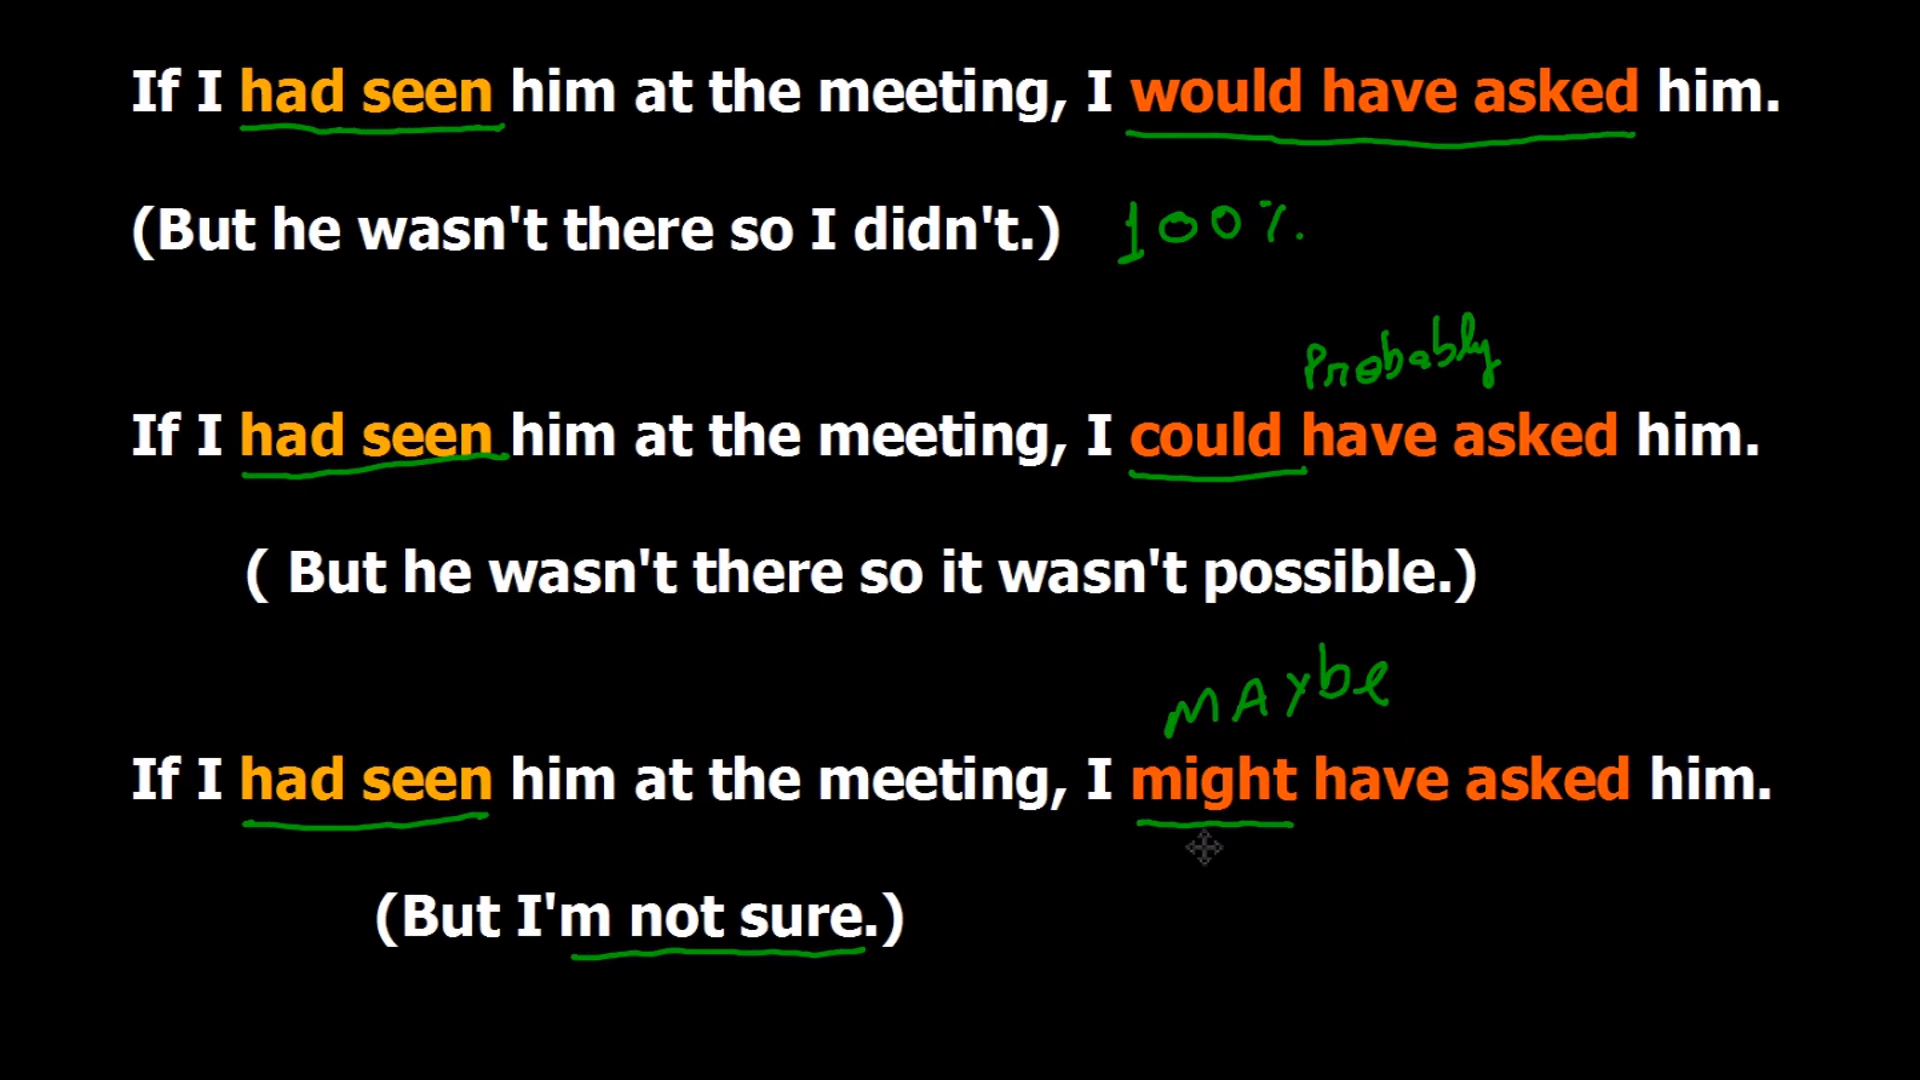 If I had seen him at the meeting, I would have asked him.
(But he wasn't there so I didn't.) 100%.
Probably
If I had seen him at the meeting, I could have asked him.
( But he wasn't there so it wasn't possible.)
MAybe
If I had seen him at the meeting, I might have asked him.
(But I'm not sure.)